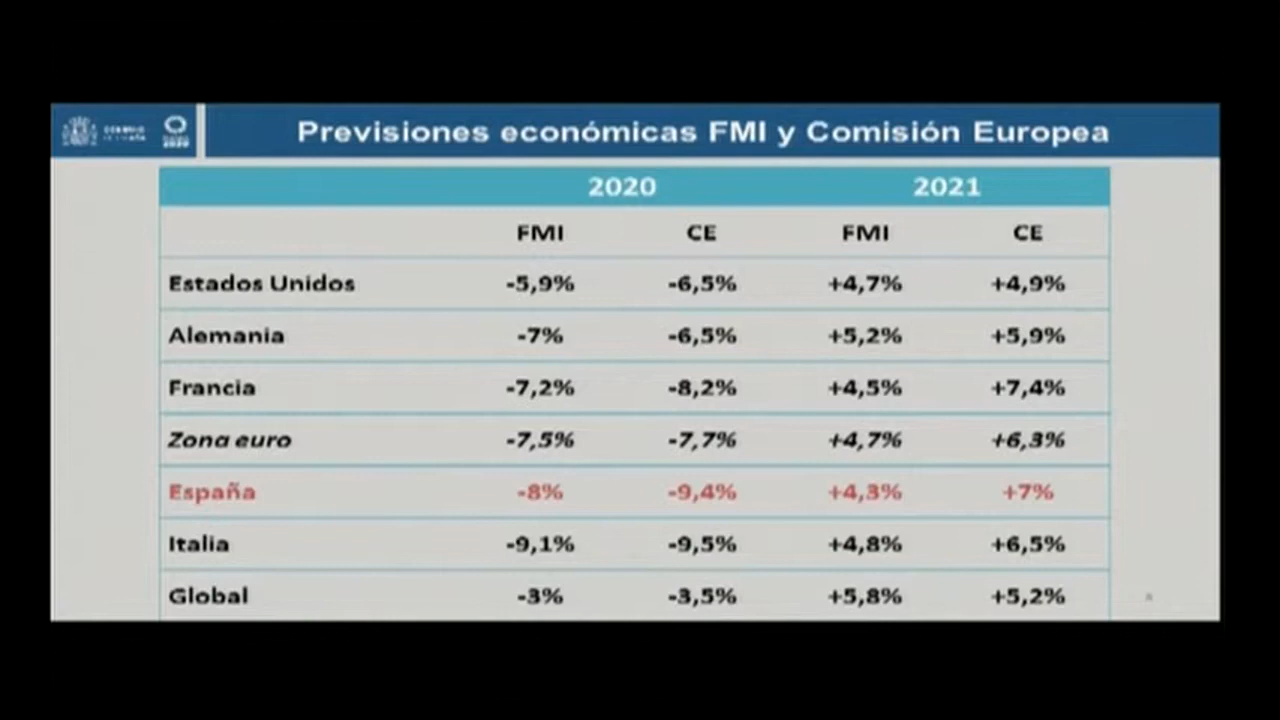 Previsiones económicas FMI y Comisión Europea
2020 2021
FMI CE FMI CE
Estados Unidos -5,9% -6,5% +4,7% +4,9%
Alemania -7% -6,5% +5,2% +5,9%
Francia -7,2% -8,2% +4,5% +7,4%
Zona euro -7,5% -7,7% +4,7% +6,3%
España -8% -9,4% +4,3% +7%
Italia -9,1% -9,5% +4,8% +6,5%
Global -3% -3,5% +5,8% +5,2%